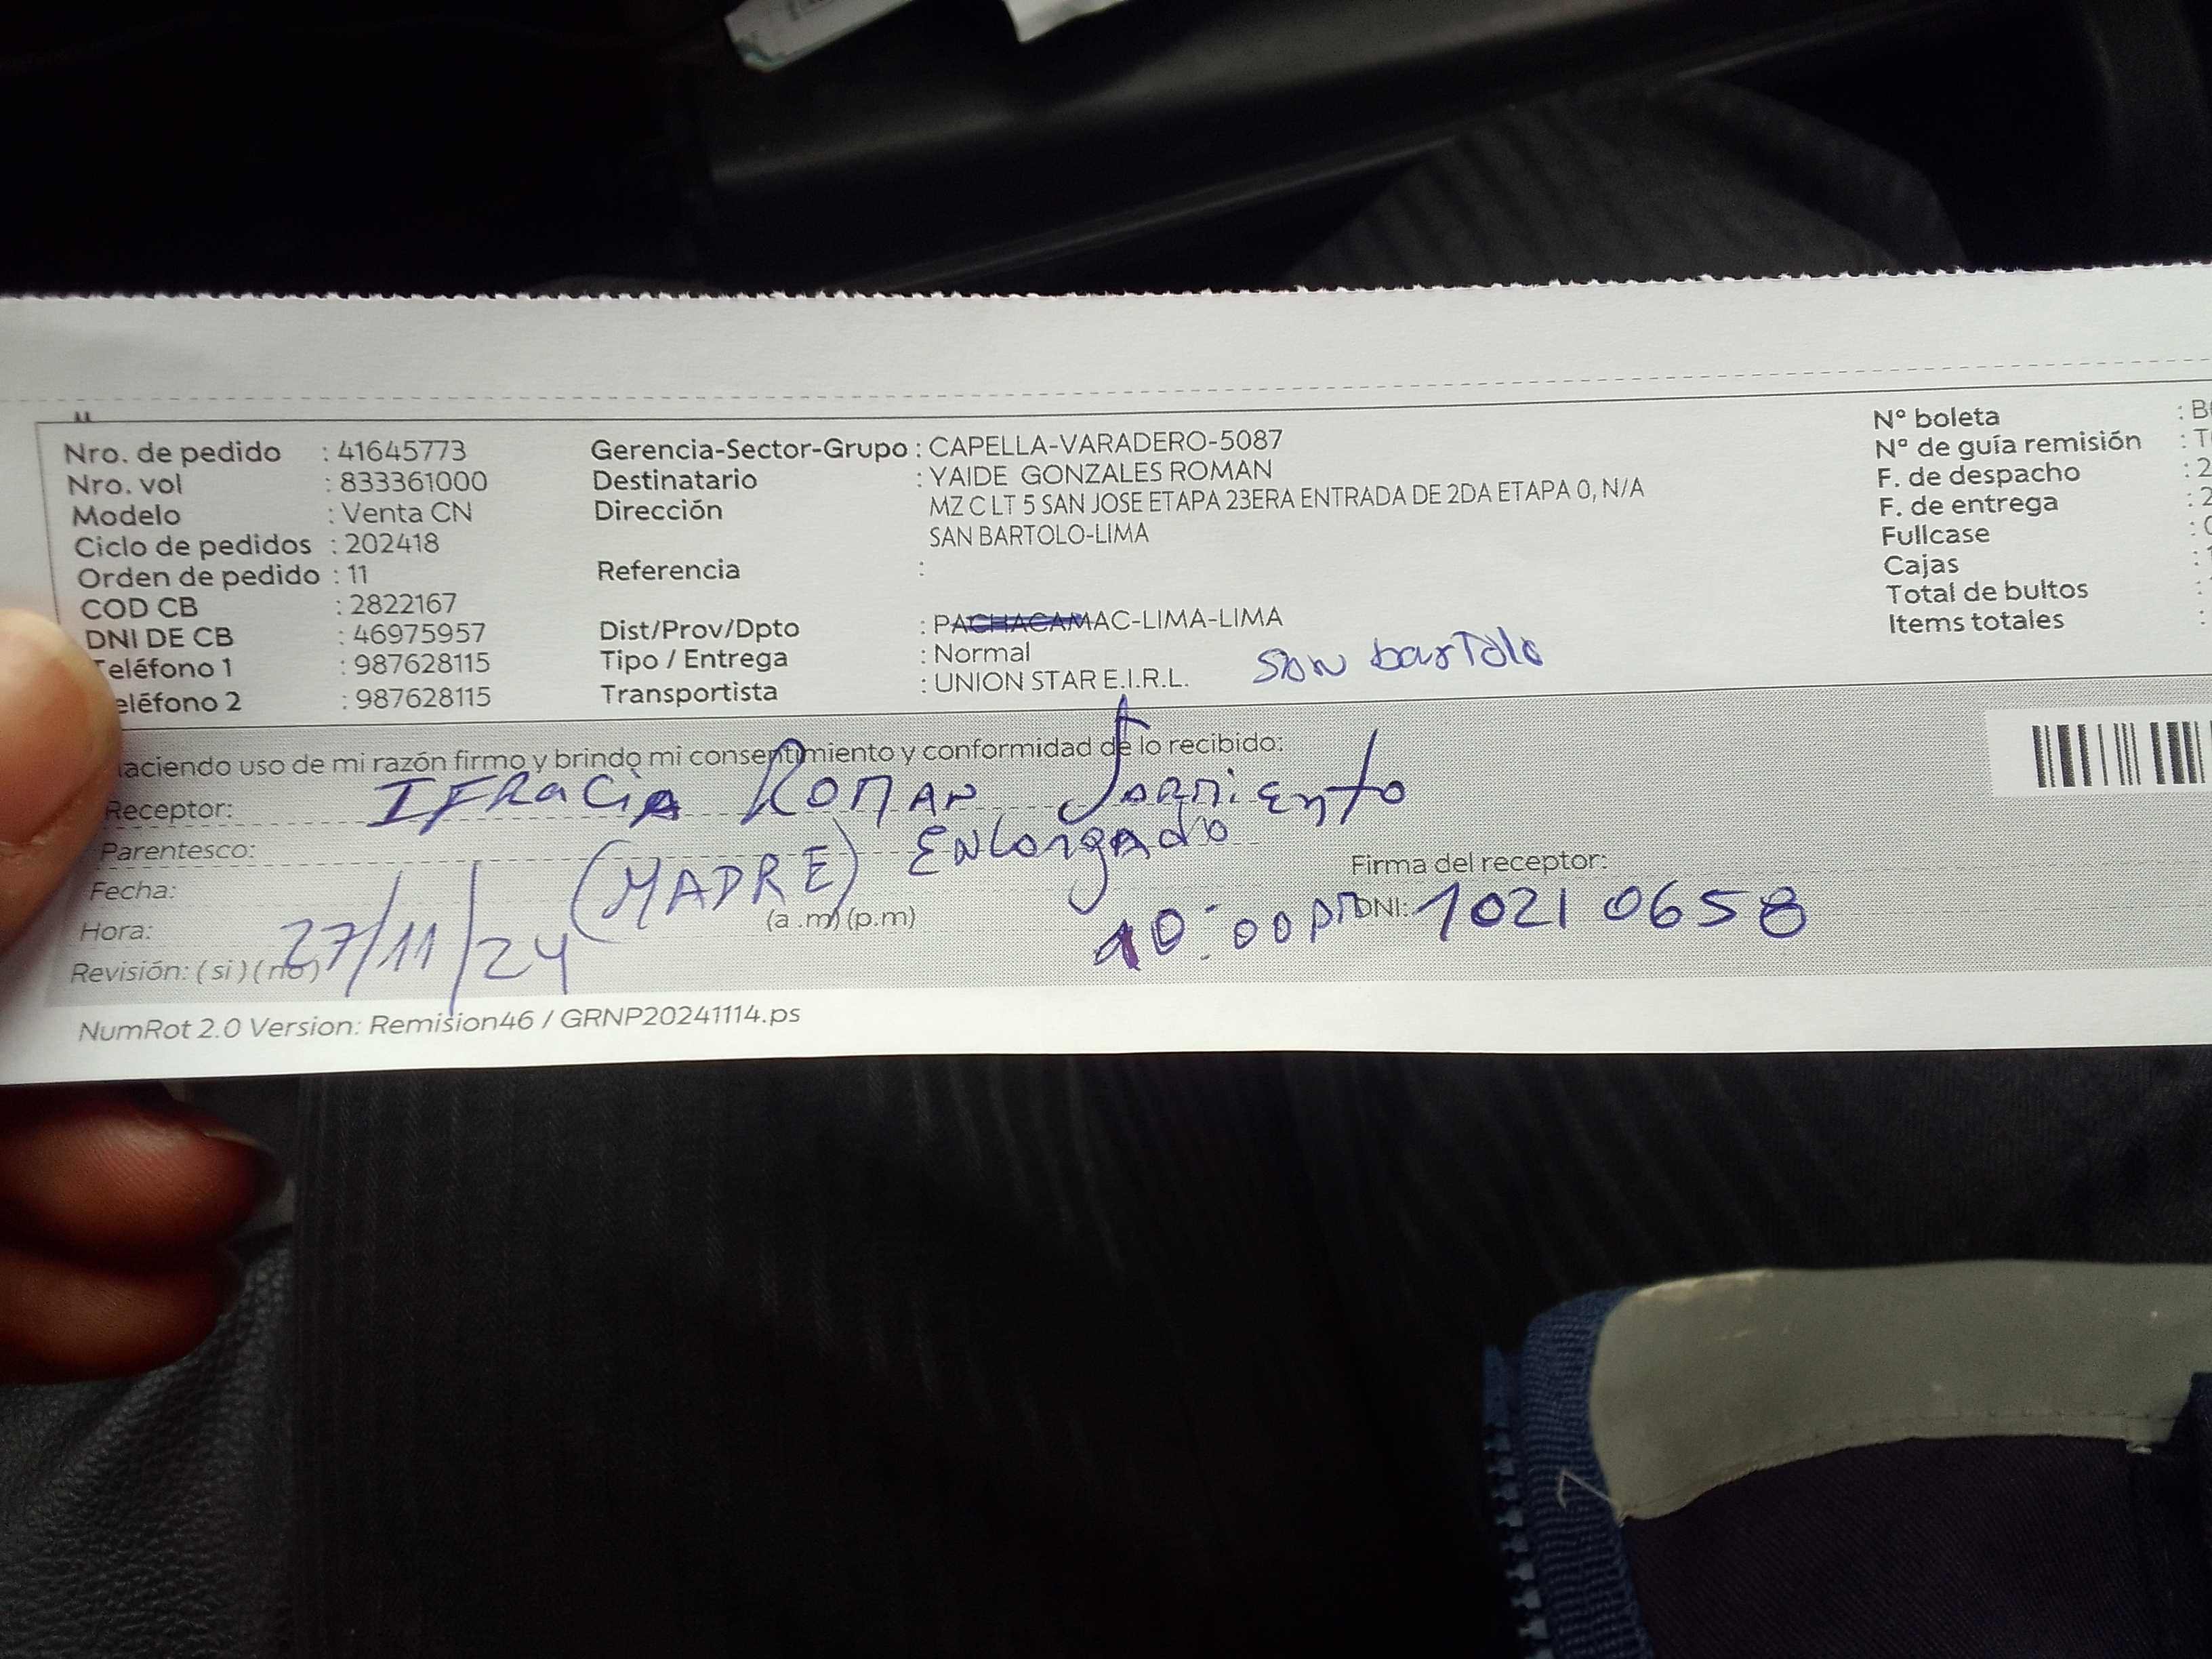 Nro. de pedido : 41645773
Nro. vol : 833361000
Modelo : Venta CN
Ciclo de pedidos : 202418
Orden de pedido : 11
COD CB : 2822167
DNI DE CB : 46975957
Teléfono 1 : 987628115
eléfono 2 : 987628115
Gerencia-Sector-Grupo : CAPELLA-VARADERO-5087
Destinatario : YAIDE GONZALES ROMAN
Dirección MZ C LT 5 SAN JOSE ETAPA 23ERA ENTRADA DE 2DA ETAPA 0, N/A
SAN BARTOLO-LIMA
Referencia :
Dist/Prov/Dpto : PACHACAMAC-LIMA-LIMA
Tipo / Entrega : Normal
Transportista : UNION STAR E.I.R.L.
San bartolo
N° boleta : B
N° de guía remisión : T
F. de despacho : 2
F. de entrega : 2
Fullcase :
Cajas :
Total de bultos :
Items totales :
aciendo uso de mi razón firmo y brindo mi consentimiento y conformidad de lo recibido:
Receptor: IFRaCia ROMAN Sarmiento
Parentesco: (MADRE) ENcargado
Fecha: 27/11/24
Hora: (a .m) (p.m) 10:00 pm
Revisión: ( si ) ( no )
Firma del receptor:
DNI: 10210658
NumRot 2.0 Version: Remision46 / GRNP20241114.ps